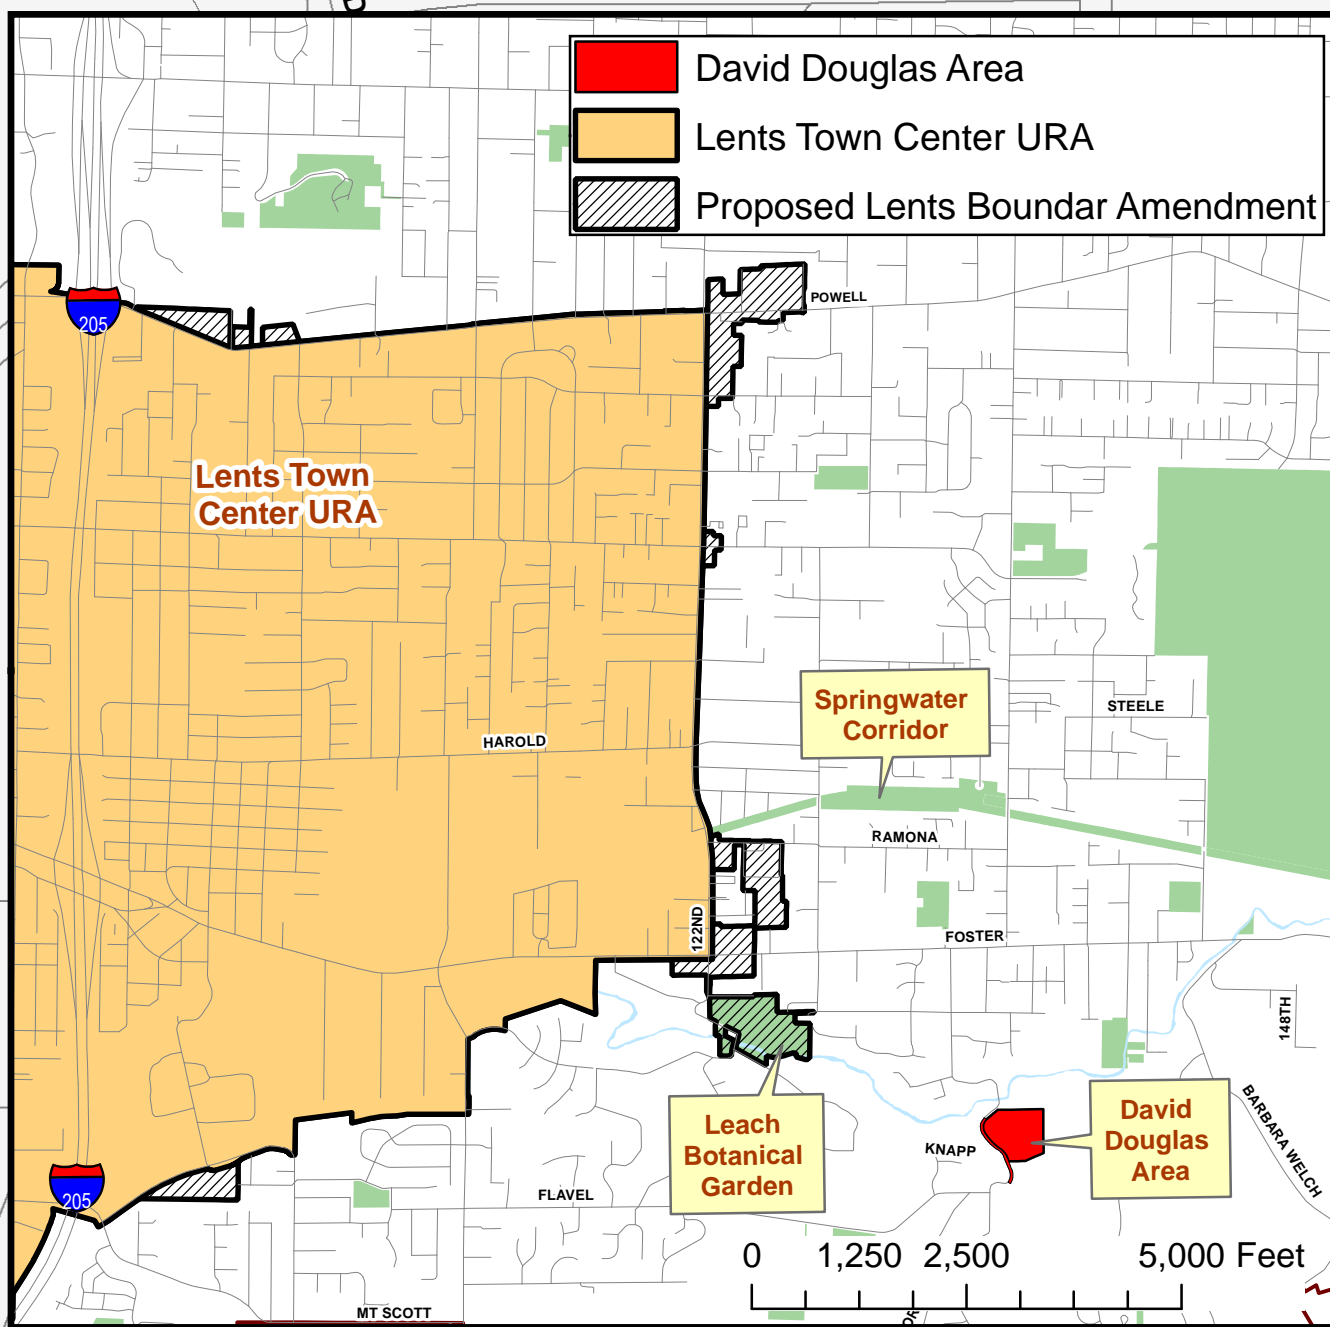 David Douglas Area
Lents Town Center URA
Proposed Lents Boundar Amendment
POWELL
205
Lents Town
Center URA
Springwater
Corridor
STEELE
HAROLD
RAMONA
122ND
FOSTER
148TH
Leach
Botanical
Garden
David
Douglas
Area
KNAPP
BARBARA WELCH
205
FLAVEL
0 1,250 2,500 5,000 Feet
MT SCOTT